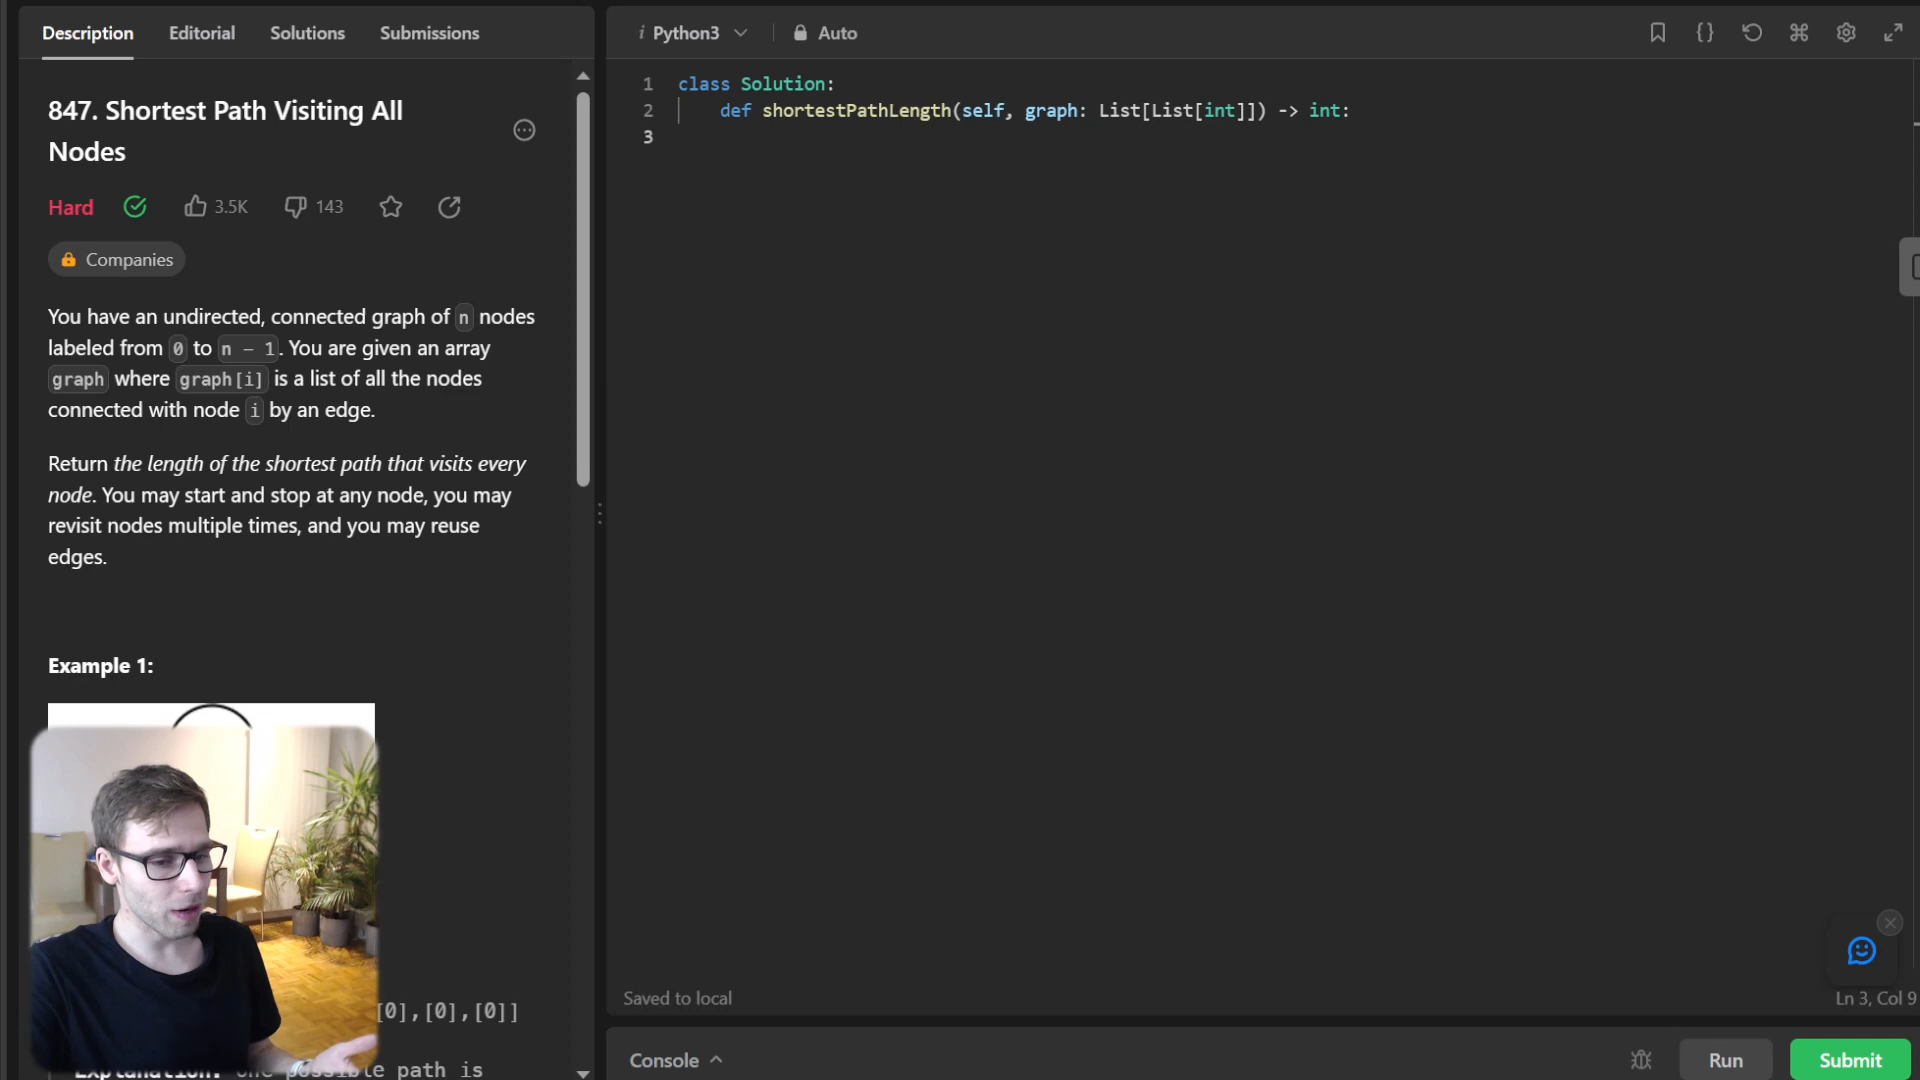 Description Editorial Solutions Submissions
847. Shortest Path Visiting All
Nodes
Hard 3.5K 143
Companies
You have an undirected, connected graph of n nodes
labeled from 0 to n - 1. You are given an array
graph where graph[i] is a list of all the nodes
connected with node i by an edge.
Return the length of the shortest path that visits every
node. You may start and stop at any node, you may
revisit nodes multiple times, and you may reuse
edges.
Example 1:
[0],[0],[0]]
path is
i Python3 Auto
1 class Solution:
2 def shortestPathLength(self, graph: List[List[int]]) -> int:
3
Saved to local
Ln 3, Col 9
Console
Run
Submit